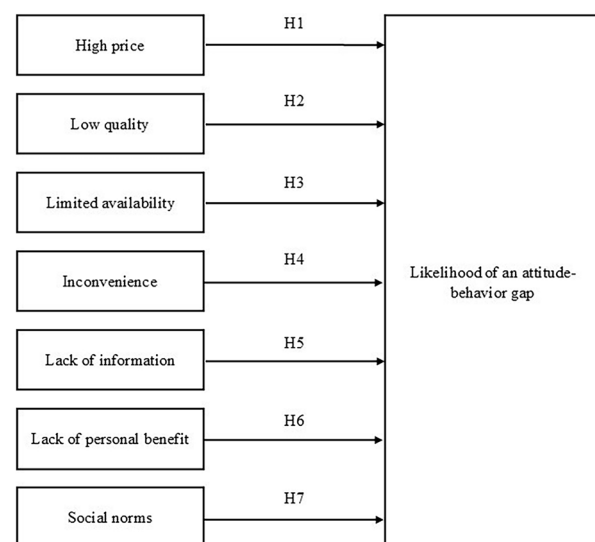 H1
High price
H2
Low quality
H3
Limited availability
H4
Inconvenience
Likelihood of an attitude-
behavior gap
H5
Lack of information
H6
Lack of personal benefit
H7
Social norms